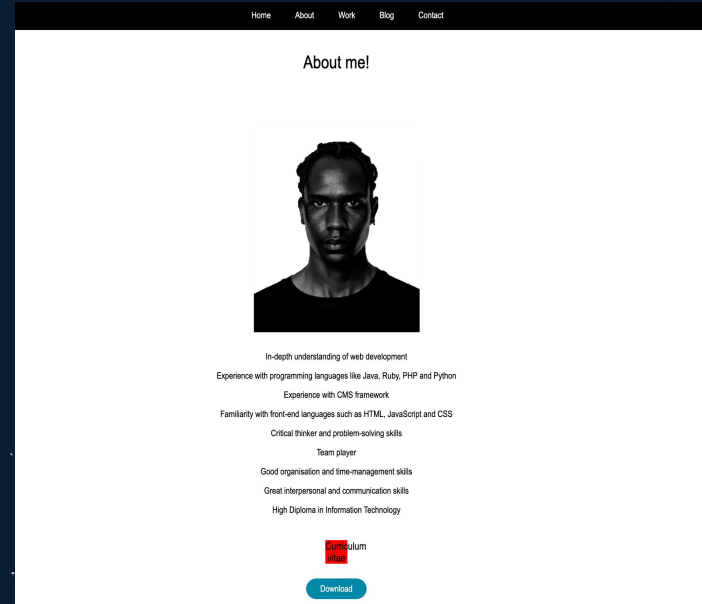 Home About Work Blog Contact
About me!
In-depth understanding of web development
Experience with programming languages like Java, Ruby, PHP and Python
Experience with CMS framework
Familiarity with front-end languages such as HTML, JavaScript and CSS
Critical thinker and problem-solving skills
Team player
Good organisation and time-management skills
Great interpersonal and communication skills
High Diploma in Information Technology
Curriculum
vitae
Download